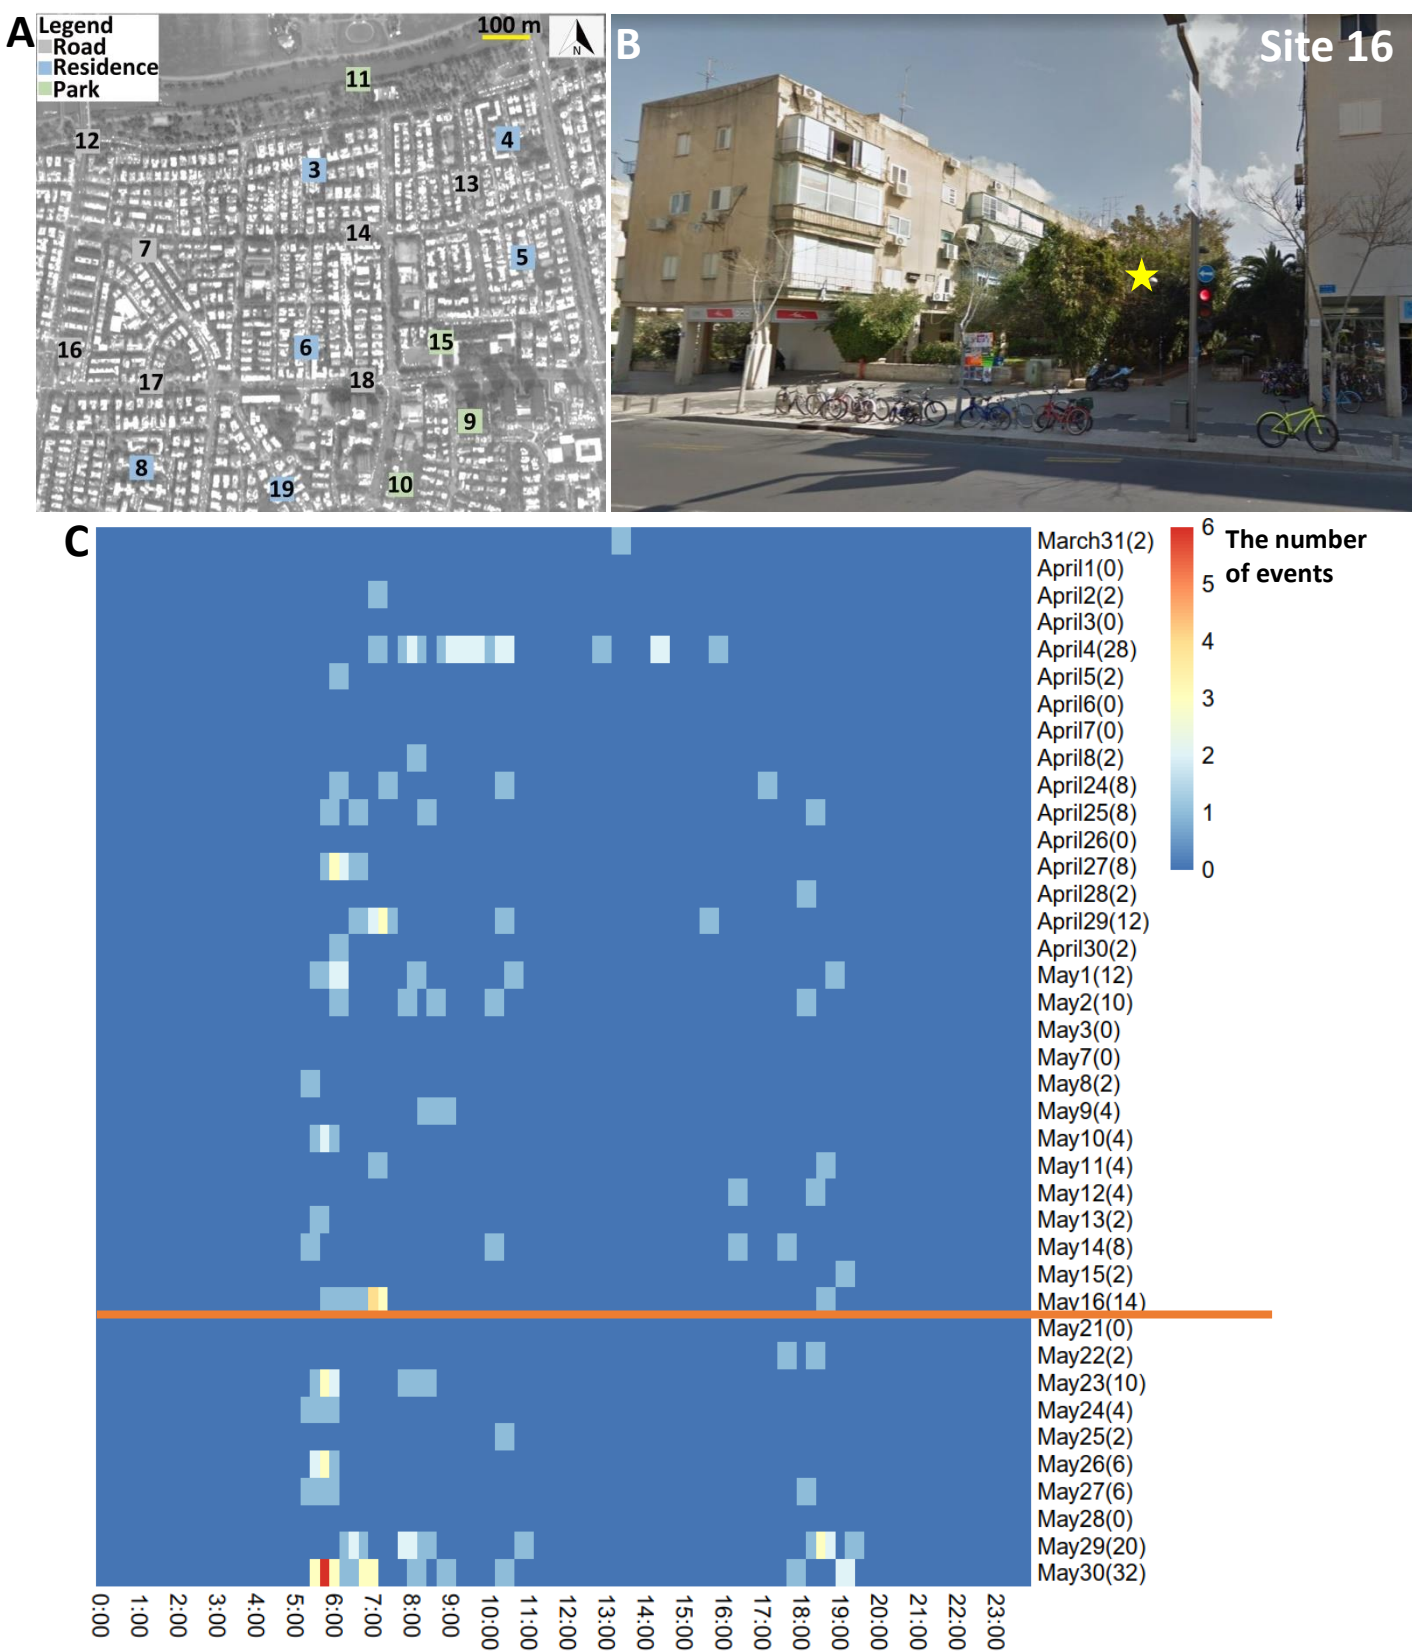 A
Legend
Road
Residence
Park
100 m
N
11
12
4
3
13
14
7
5
6
15
16
17
18
9
8
19
10
B
Site 16
C
March31(2)
April1(0)
April2(2)
April3(0)
April4(28)
April5(2)
April6(0)
April7(0)
April8(2)
April24(8)
April25(8)
April26(0)
April27(8)
April28(2)
April29(12)
April30(2)
May1(12)
May2(10)
May3(0)
May7(0)
May8(2)
May9(4)
May10(4)
May11(4)
May12(4)
May13(2)
May14(8)
May15(2)
May16(14)
May21(0)
May22(2)
May23(10)
May24(4)
May25(2)
May26(6)
May27(6)
May28(0)
May29(20)
May30(32)
6
5
4
3
2
1
0
The number
of events
0:00
1:00
2:00
3:00
4:00
5:00
6:00
7:00
8:00
9:00
10:00
11:00
12:00
13:00
14:00
15:00
16:00
17:00
18:00
19:00
20:00
21:00
22:00
23:00